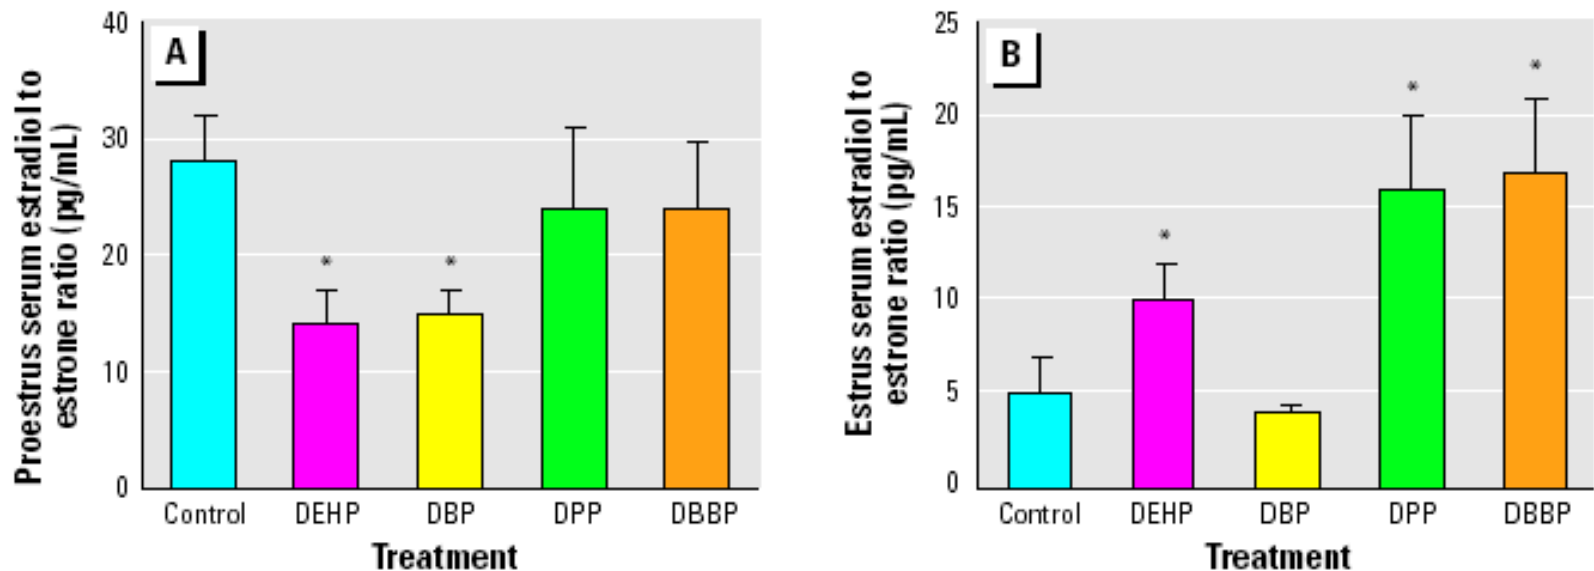 A
Proestrus serum estradiol to
estrone ratio (pg/mL)
40
30
20
10
0
*
*
Control DEHP DBP DPP DBBP
Treatment
B
Estrus serum estradiol to
estrone ratio (pg/mL)
25
20
15
10
5
0
*
*
*
Control DEHP DBP DPP DBBP
Treatment